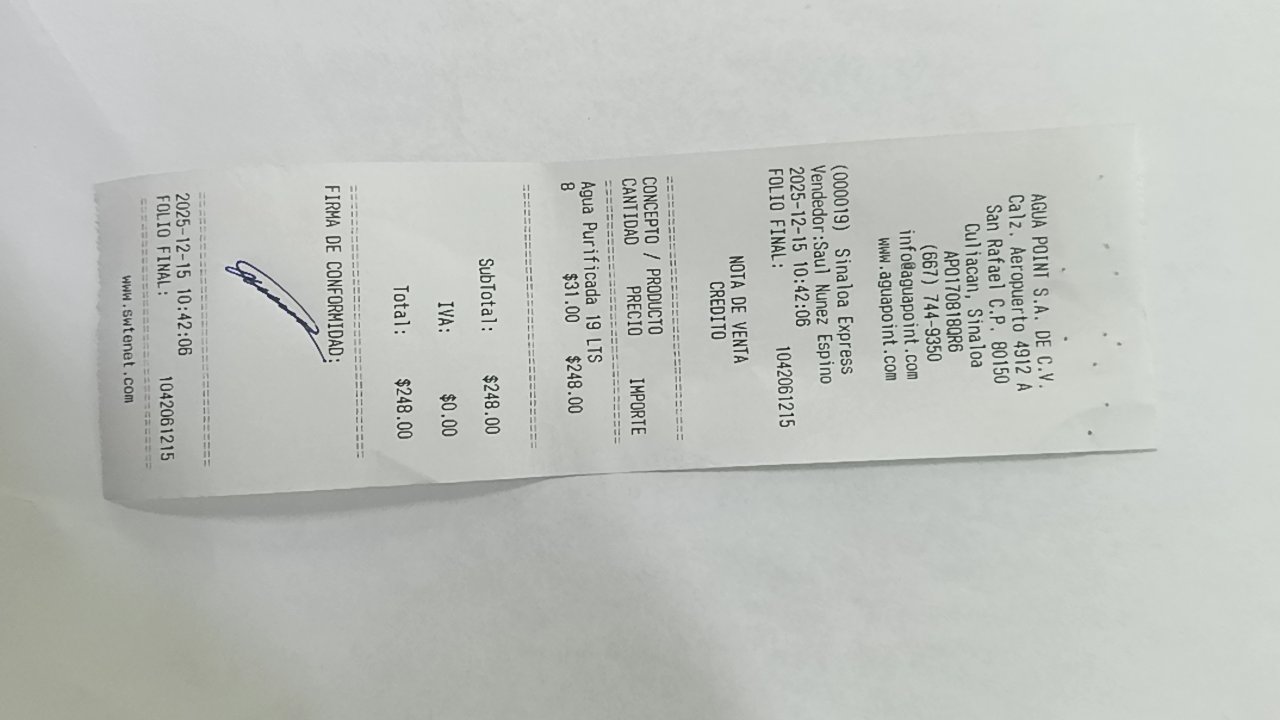 AGUA POINT S.A. DE C.V.
Calz. Aeropuerto 4912 A
San Rafael C.P. 80150
Culiacan, Sinaloa
APO170818QR6
(667) 744-9350
info@aguapoint.com
www.aguapoint.com
(000019) Sinaloa Express
Vendedor:Saul Nunez Espino
2025-12-15 10:42:06
FOLIO FINAL: 1042061215
NOTA DE VENTA
CREDITO
CONCEPTO / PRODUCTO
CANTIDAD PRECIO IMPORTE
Agua Purificada 19 LTS
8 $31.00 $248.00
SubTotal: $248.00
IVA: $0.00
Total: $248.00
FIRMA DE CONFORMIDAD:
2025-12-15 10:42:06
FOLIO FINAL: 1042061215
www.swtenet.com